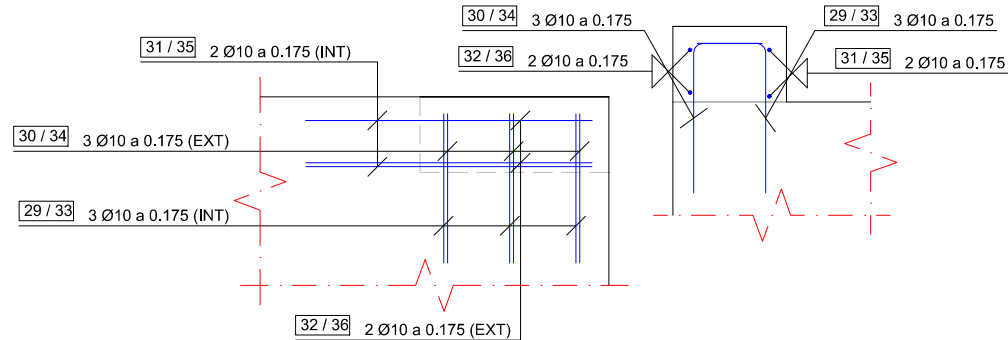 31 / 35 2 Ø10 a 0.175 (INT)
30 / 34 3 Ø10 a 0.175 (EXT)
29 / 33 3 Ø10 a 0.175 (INT)
32 / 36 2 Ø10 a 0.175 (EXT)
30 / 34 3 Ø10 a 0.175
32 / 36 2 Ø10 a 0.175
29 / 33 3 Ø10 a 0.175
31 / 35 2 Ø10 a 0.175